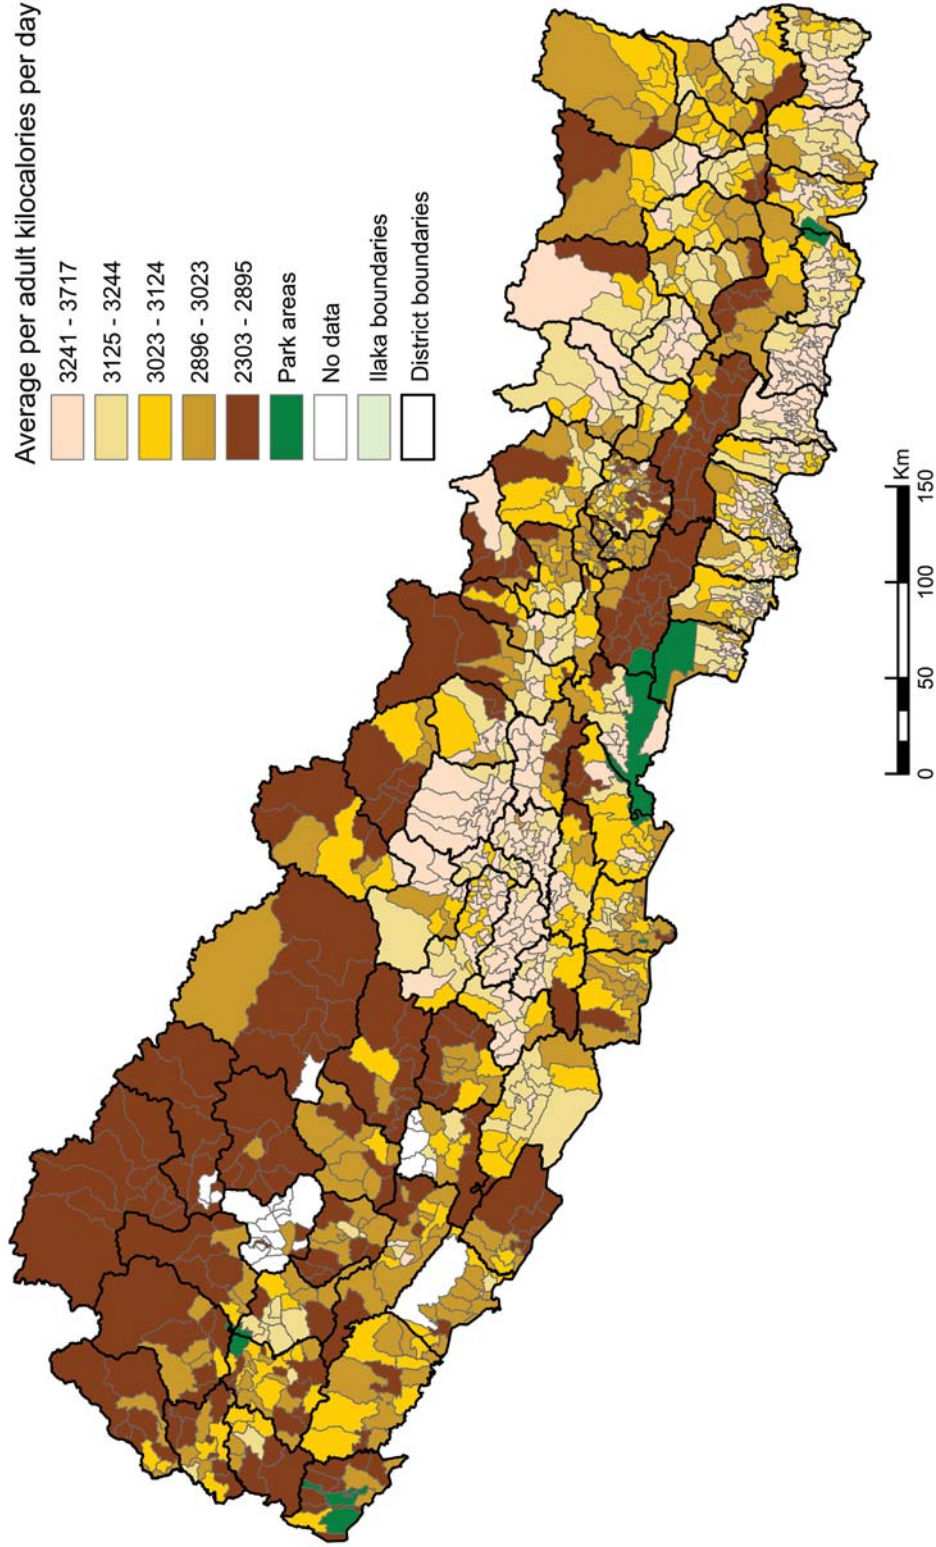 Average per adult kilocalories per day
3241 - 3717
3125 - 3244
3023 - 3124
2896 - 3023
2303 - 2895
Park areas
No data
Ilaka boundaries
District boundaries
0 50 100 150
Km